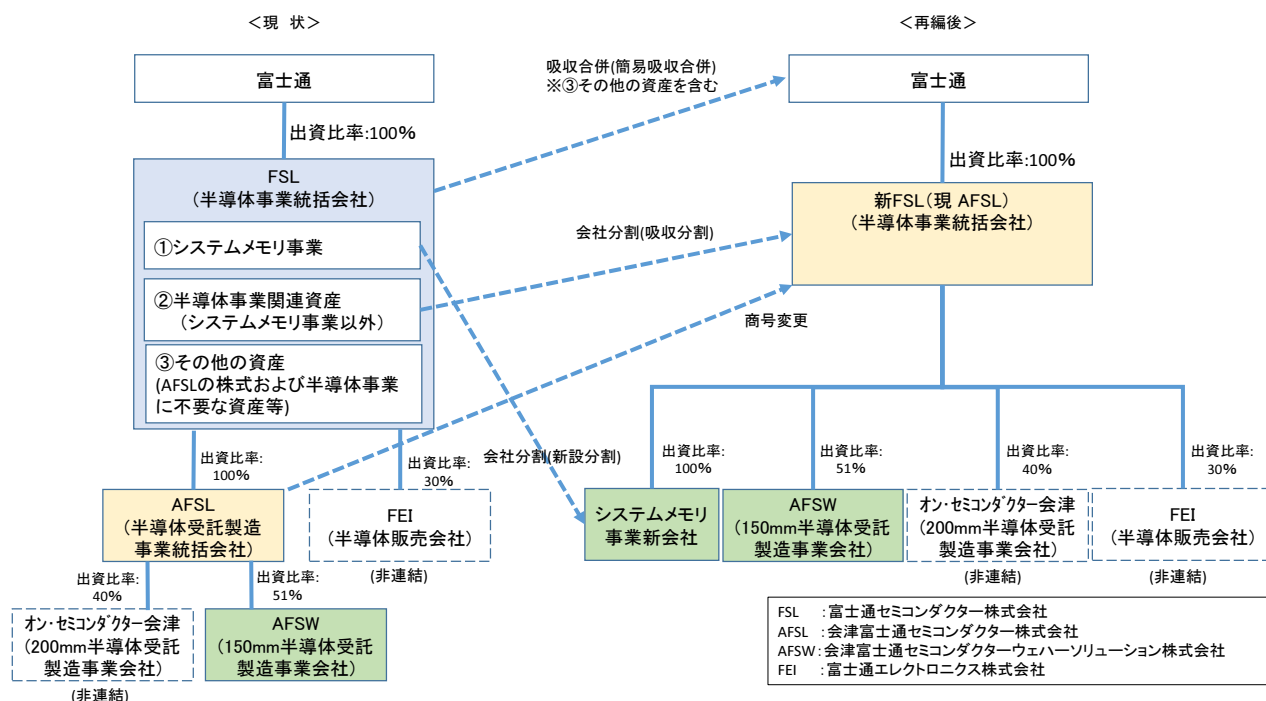 ＜現　状＞
富士通
出資比率:100%
FSL
（半導体事業統括会社）
①システムメモリ事業
②半導体事業関連資産
（システムメモリ事業以外）
③その他の資産
(AFSLの株式および半導体事業
に不要な資産等)
出資比率:
100%
出資比率:
30%
AFSL
（半導体受託製造
事業統括会社）
FEI
（半導体販売会社）
(非連結)
出資比率:
40%
出資比率:
51%
オン・セミコンダクター会津
（200mm半導体受託
製造事業会社）
(非連結)
AFSW
（150mm半導体受託
製造事業会社）
吸収合併(簡易吸収合併)
※③その他の資産を含む
会社分割(吸収分割)
商号変更
会社分割(新設分割)
＜再編後＞
富士通
出資比率:100%
新FSL（現 AFSL）
（半導体事業統括会社）
出資比率:
100%
出資比率:
51%
出資比率:
40%
出資比率:
30%
システムメモリ
事業新会社
AFSW
（150mm半導体受託
製造事業会社）
オン・セミコンダクター会津
（200mm半導体受託
製造事業会社）
(非連結)
FEI
（半導体販売会社）
(非連結)
FSL　：富士通セミコンダクター株式会社
AFSL　：会津富士通セミコンダクター株式会社
AFSW：会津富士通セミコンダクターウェハーソリューション株式会社
FEI　：富士通エレクトロニクス株式会社